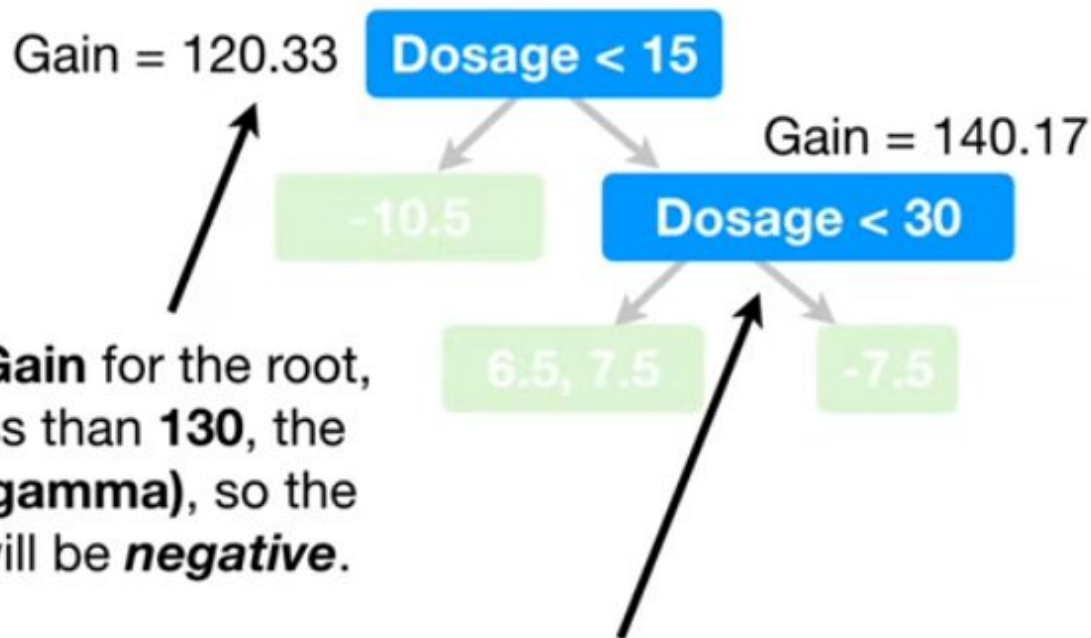 Gain = 120.33
Dosage < 15
Gain = 140.17
-10.5
Dosage < 30
Gain for the root,
6.5, 7.5
-7.5
than 130, the
gamma), so the
be negative.